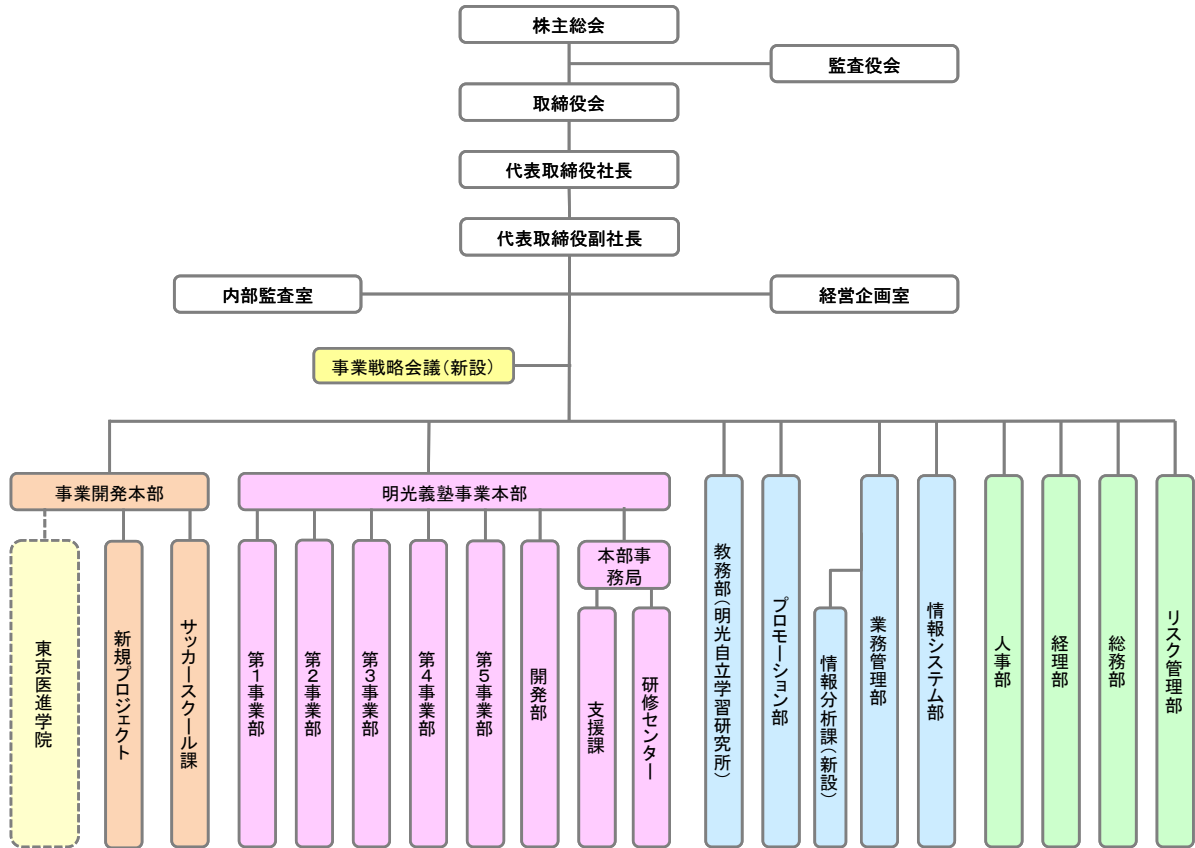 株主総会
監査役会
取締役会
代表取締役社長
代表取締役副社長
内部監査室
経営企画室
事業戦略会議(新設)
事業開発本部
明光義塾事業本部
東京医進学院
新規プロジェクト
サッカースクール課
第1事業部
第2事業部
第3事業部
第4事業部
第5事業部
開発部
本部事
務局
支援課
研修センター
教務部(明光自立学習研究所)
プロモーション部
情報分析課(新設)
業務管理部
情報システム部
人事部
経理部
総務部
リスク管理部